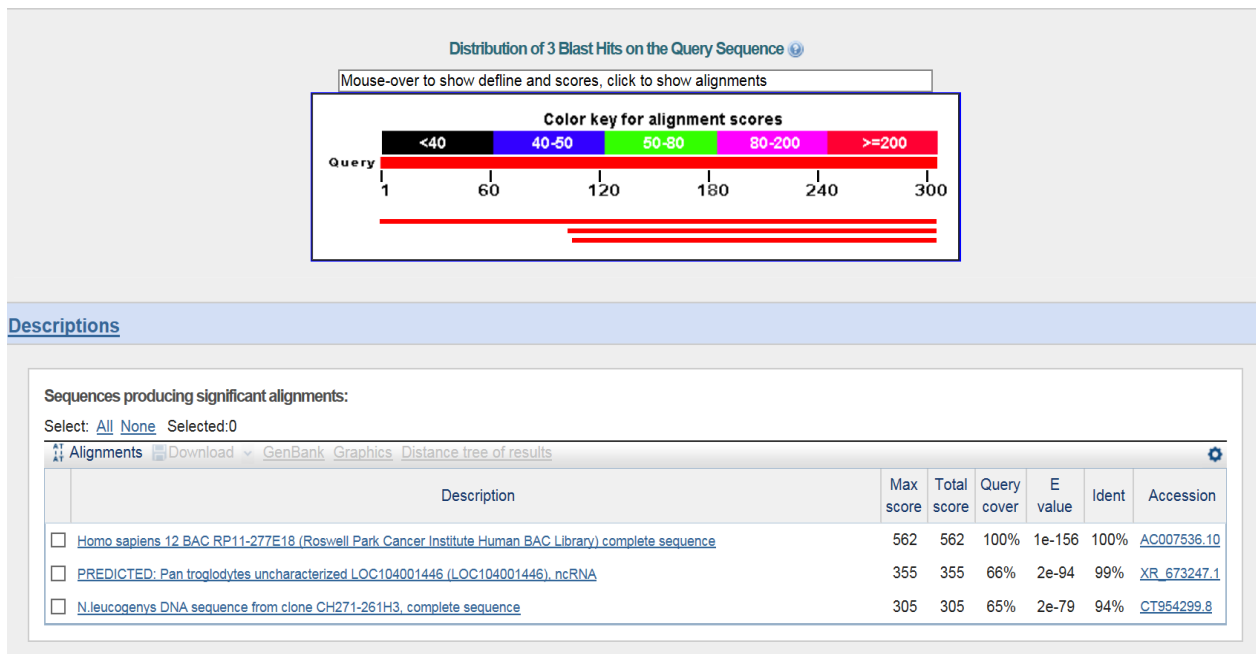 Distribution of 3 Blast Hits on the Query Sequence
Mouse-over to show defline and scores, click to show alignments
Color key for alignment scores
<40 40-50 50-80 80-200 >=200
Query
1 60 120 180 240 300
Descriptions
Sequences producing significant alignments:
Select: All None Selected:0
Alignments Download GenBank Graphics Distance tree of results
Description Max score Total score Query cover E value Ident Accession
Homo sapiens 12 BAC RP11-277E18 (Roswell Park Cancer Institute Human BAC Library) complete sequence 562 562 100% 1e-156 100% AC007536.10
PREDICTED: Pan troglodytes uncharacterized LOC104001446 (LOC104001446), ncRNA 355 355 66% 2e-94 99% XR_673247.1
N.leucogenys DNA sequence from clone CH271-261H3, complete sequence 305 305 65% 2e-79 94% CT954299.8